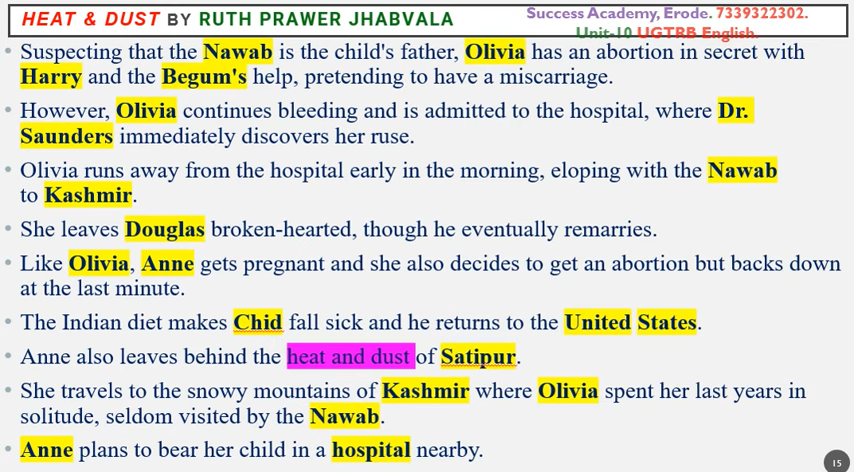 HEAT & DUST BY RUTH PRAWER JHABVALA
Success Academy, Erode. 7339322302.
Unit-10 UGTRB English.
• Suspecting that the Nawab is the child's father, Olivia has an abortion in secret with
Harry and the Begum's help, pretending to have a miscarriage.
• However, Olivia continues bleeding and is admitted to the hospital, where Dr.
Saunders immediately discovers her ruse.
• Olivia runs away from the hospital early in the morning, eloping with the Nawab
to Kashmir.
• She leaves Douglas broken-hearted, though he eventually remarries.
• Like Olivia, Anne gets pregnant and she also decides to get an abortion but backs down
at the last minute.
• The Indian diet makes Chid fall sick and he returns to the United States.
• Anne also leaves behind the heat and dust of Satipur.
• She travels to the snowy mountains of Kashmir where Olivia spent her last years in
solitude, seldom visited by the Nawab.
• Anne plans to bear her child in a hospital nearby.
15